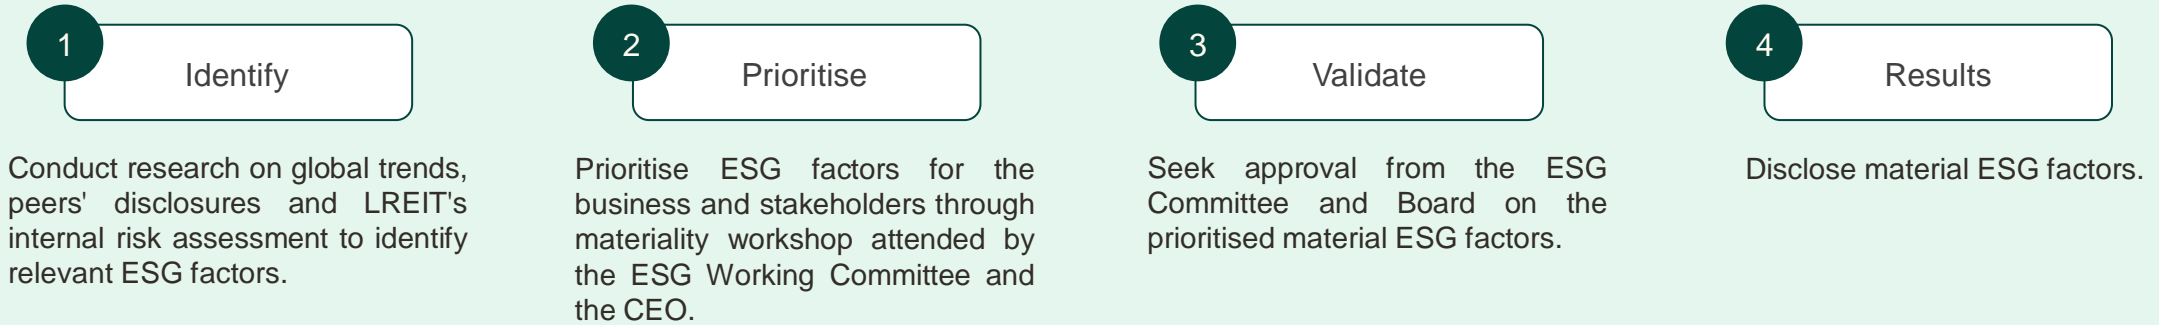 1
Identify
Conduct research on global trends,
peers' disclosures and LREIT's
internal risk assessment to identify
relevant ESG factors.
2
Prioritise
Prioritise ESG factors for the
business and stakeholders through
materiality workshop attended by
the ESG Working Committee and
the CEO.
3
Validate
Seek approval from the ESG
Committee and Board on the
prioritised material ESG factors.
4
Results
Disclose material ESG factors.